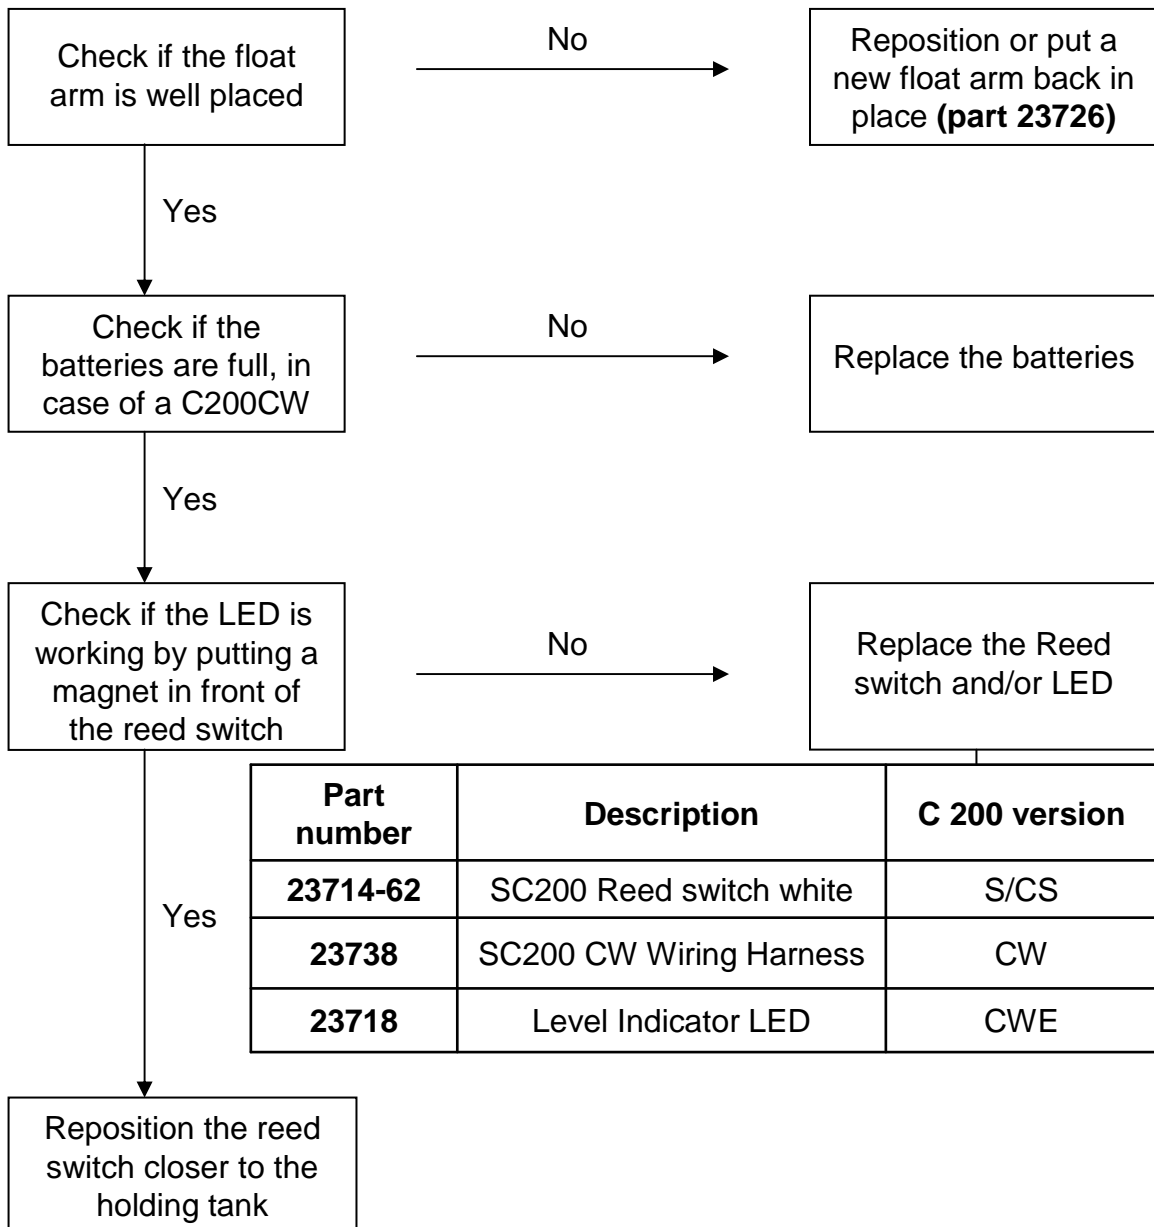 Check if the float
arm is well placed
No
Reposition or put a
new float arm back in
place (part 23726)
Yes
Check if the
batteries are full, in
case of a C200CW
No
Replace the batteries
Yes
Check if the LED is
working by putting a
magnet in front of
the reed switch
No
Replace the Reed
switch and/or LED
Yes
Part
number
Description
C 200 version
23714-62
SC200 Reed switch white
S/CS
23738
SC200 CW Wiring Harness
CW
23718
Level Indicator LED
CWE
Reposition the reed
switch closer to the
holding tank